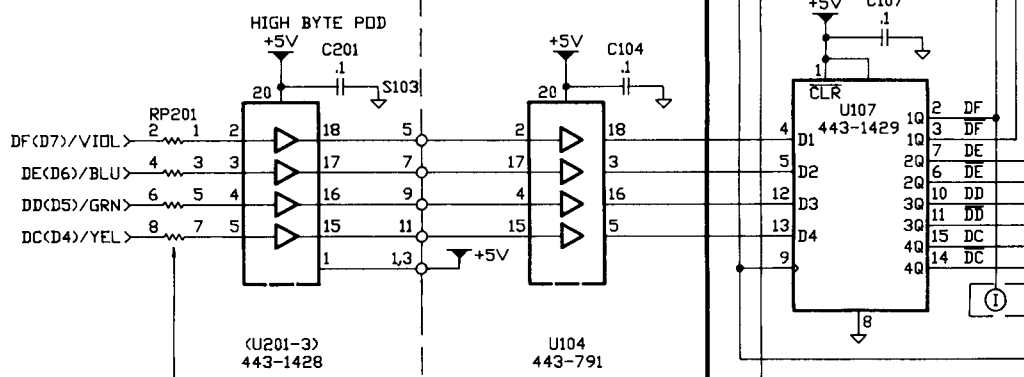 HIGH BYTE POD
+5V
C201
.1
S103
20
RP201
DF(D7)/VIOL 2 1 2 18 5
DE(D6)/BLU 4 3 3 17 7
DD(D5)/GRN 6 5 4 16 9
DC(D4)/YEL 8 7 5 15 11
1 1,3 +5V
(U201-3)
443-1428
+5V
C104
.1
20
2 18
17 3
4 16
15 5
U104
443-791
+5V
C107
.1
1
CLR
U107
443-1429
4 D1 1Q 2 DF
1Q 3 DF
5 D2 2Q 7 DE
2Q 6 DE
12 D3 3Q 10 DD
3Q 11 DD
13 D4 4Q 15 DC
9 4Q 14 DC
8
I